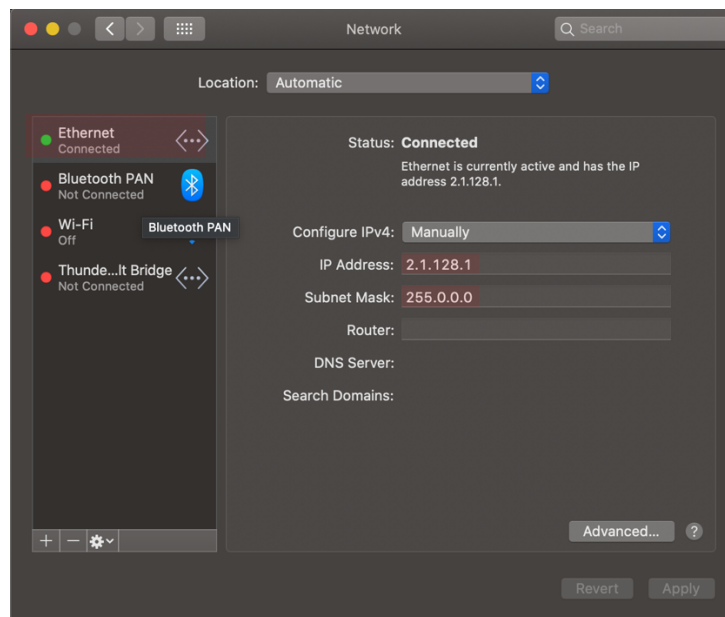 Network
Search
Location: Automatic
Ethernet
Connected
Bluetooth PAN
Not Connected
Wi-Fi
Off
Bluetooth PAN
Thunde...lt Bridge
Not Connected
Status: Connected
Ethernet is currently active and has the IP
address 2.1.128.1.
Configure IPv4: Manually
IP Address: 2.1.128.1
Subnet Mask: 255.0.0.0
Router:
DNS Server:
Search Domains:
Advanced... ?
Revert Apply